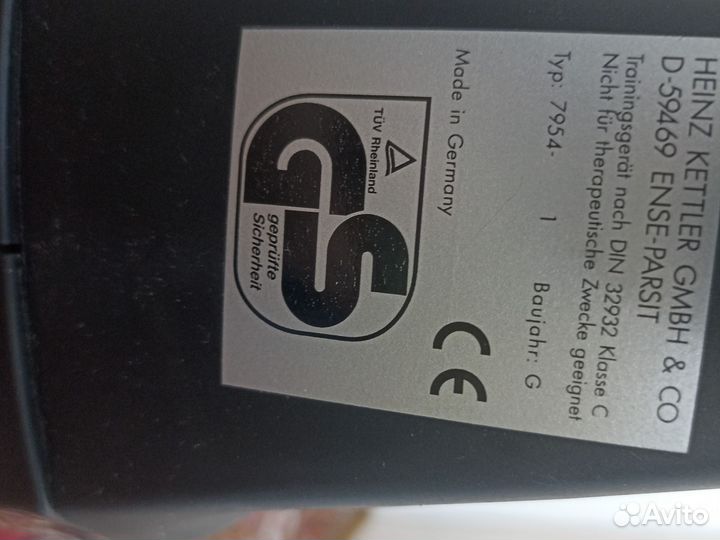 HEINZ KETTLER GMBH & CO
D-59469 ENSE-PARSIT
Trainingsgerät nach DIN 32932 Klasse C
Nicht für therapeutische Zwecke geeignet
Typ: 7954- 1 Baujahr: G
Made in Germany
CE
TÜV Rheinland
GS
geprüfte
Sicherheit
Avito